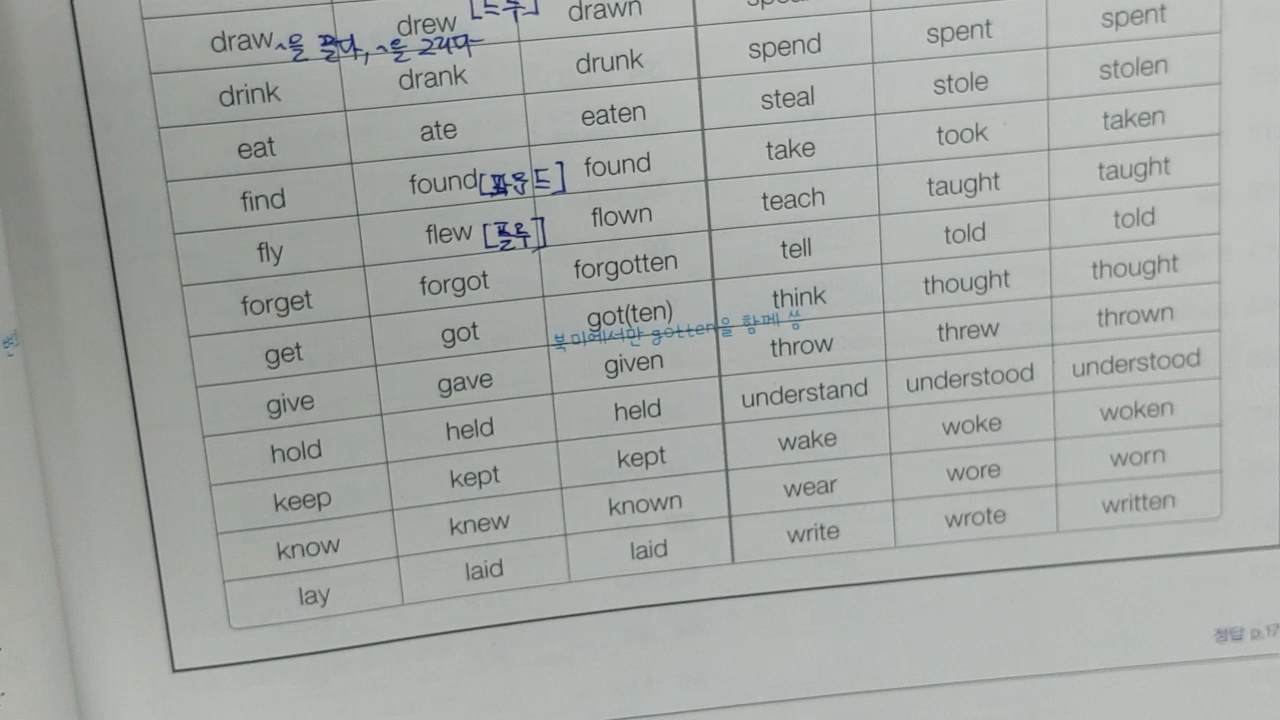 draw drew drawn
~을 끌다, ~을 그리다
drink drank drunk spend spent spent
eat ate eaten steal stole stolen
find found [파운드] found take took taken
fly flew [플루] flown teach taught taught
forget forgot forgotten tell told told
get got got(ten) think thought thought
북미에서만 gotten을 함께 씀
give gave given throw threw thrown
hold held held understand understood understood
keep kept kept wake woke woken
know knew known wear wore worn
lay laid laid write wrote written
정답 p.17